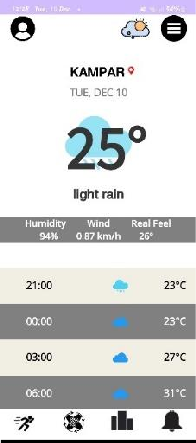 KAMPAR
TUE, DEC 10
25°
light rain
Humidity Wind Real Feel
94% 0.87 km/h 26°
21:00 23°C
00:00 23°C
03:00 27°C
06:00 31°C